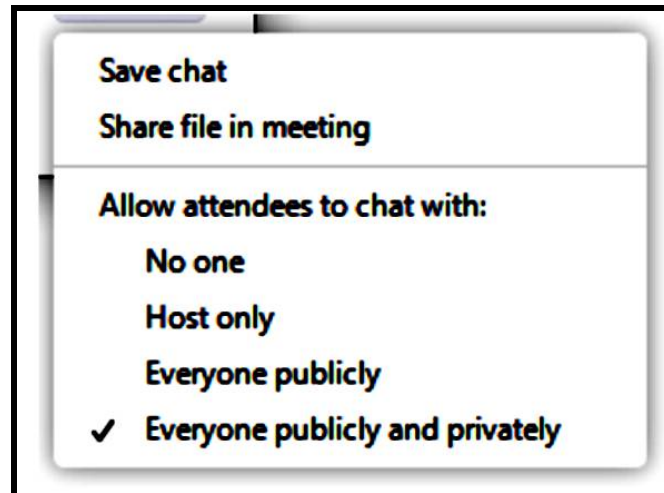 Save chat
Share file in meeting
Allow attendees to chat with:
No one
Host only
Everyone publicly
✓ Everyone publicly and privately